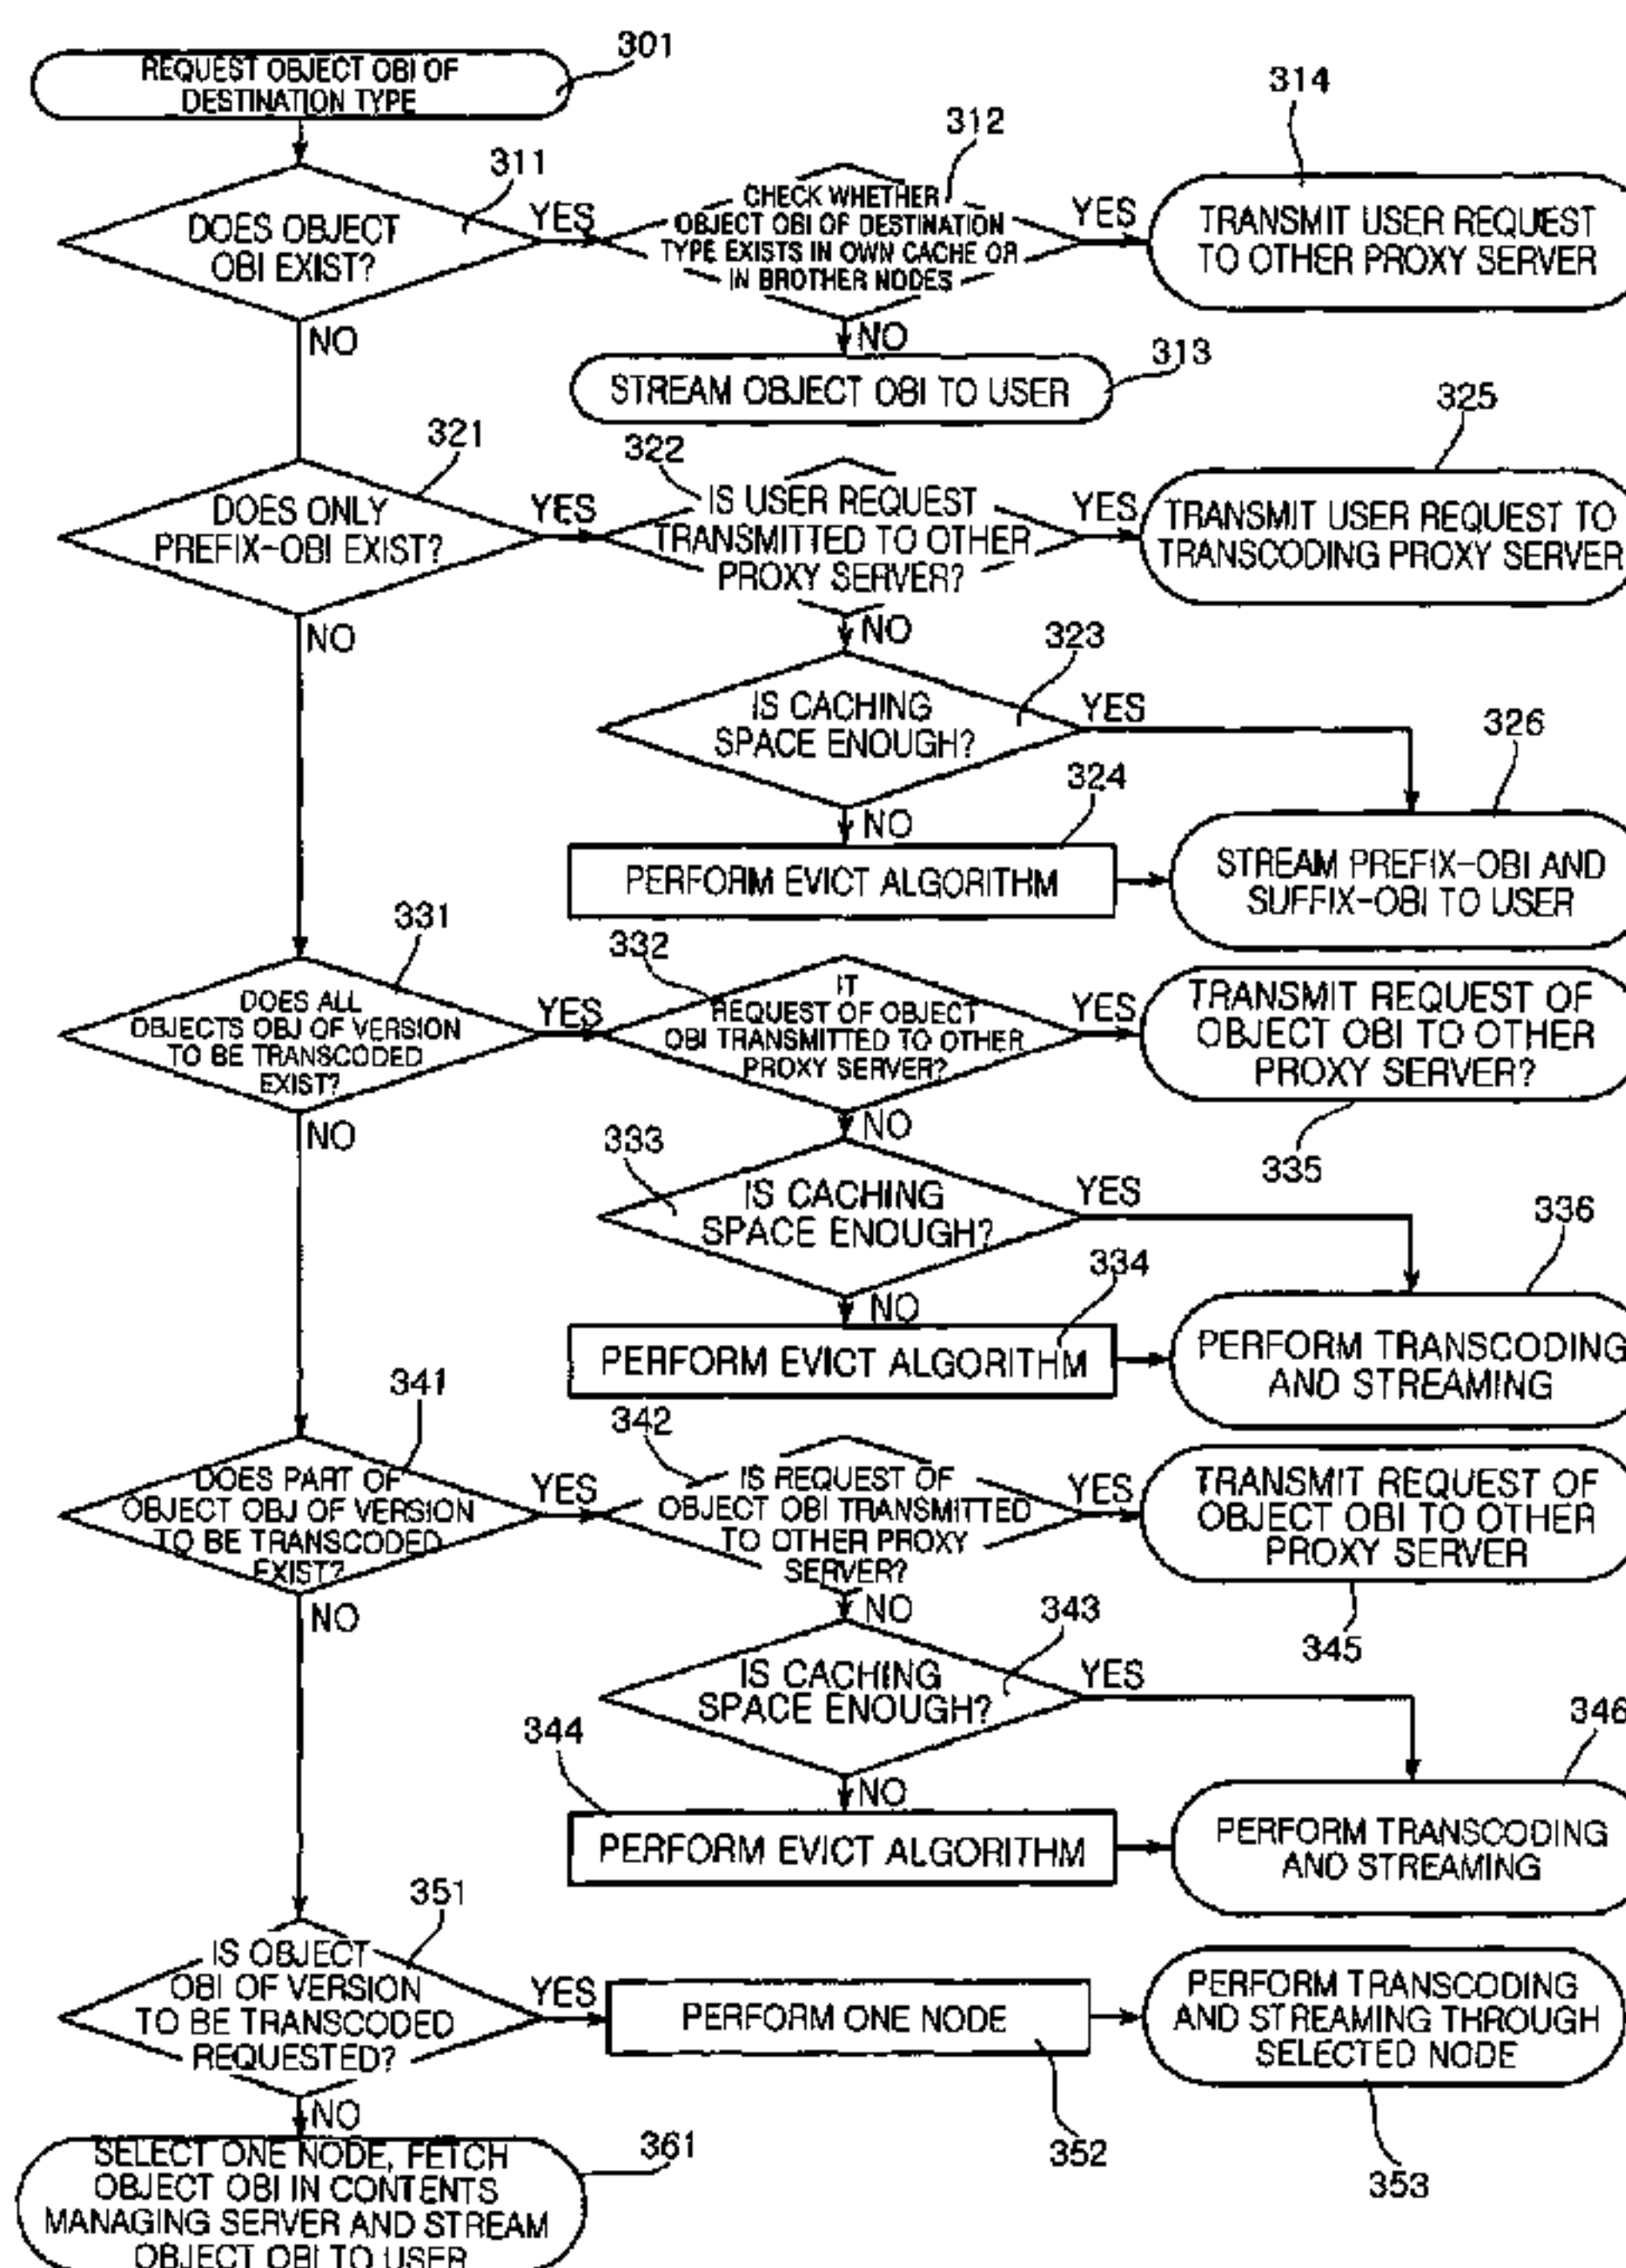 REQUEST OBJECT OBI OF
DESTINATION TYPE
301
311
DOES OBJECT
OBI EXIST?
YES
NO
312
CHECK WHETHER
OBJECT OBI OF DESTINATION
TYPE EXISTS IN OWN CACHE OR
IN BROTHER NODES
YES
NO
314
TRANSMIT USER REQUEST
TO OTHER PROXY SERVER
STREAM OBJECT OBI TO USER
313
321
DOES ONLY
PREFIX-OBI EXIST?
YES
NO
322
IS USER REQUEST
TRANSMITTED TO OTHER
PROXY SERVER?
YES
NO
325
TRANSMIT USER REQUEST TO
TRANSCODING PROXY SERVER
323
IS CACHING
SPACE ENOUGH?
YES
NO
324
PERFORM EVICT ALGORITHM
326
STREAM PREFIX-OBI AND
SUFFIX-OBI TO USER
331
DOES ALL
OBJECTS OBJ OF VERSION
TO BE TRANSCODED
EXIST?
YES
NO
332
IT
REQUEST OF OBJECT
OBI TRANSMITTED TO OTHER
PROXY SERVER?
YES
NO
TRANSMIT REQUEST OF
OBJECT OBI TO OTHER
PROXY SERVER?
335
333
IS CACHING
SPACE ENOUGH?
YES
NO
334
PERFORM EVICT ALGORITHM
336
PERFORM TRANSCODING
AND STREAMING
341
DOES PART OF
OBJECT OBJ OF VERSION
TO BE TRANSCODED
EXIST?
YES
NO
342
IS REQUEST OF
OBJECT OBI TRANSMITTED
TO OTHER PROXY
SERVER?
YES
NO
TRANSMIT REQUEST OF
OBJECT OBI TO OTHER
PROXY SERVER
345
343
IS CACHING
SPACE ENOUGH?
YES
NO
344
PERFORM EVICT ALGORITHM
346
PERFORM TRANSCODING
AND STREAMING
351
IS OBJECT
OBI OF VERSION
TO BE TRANSCODED
REQUESTED?
YES
NO
PERFORM ONE NODE
352
PERFORM TRANSCODING
AND STREAMING THROUGH
SELECTED NODE
353
SELECT ONE NODE, FETCH
OBJECT OBI IN CONTENTS
MANAGING SERVER AND STREAM
OBJECT OBI TO USER
361